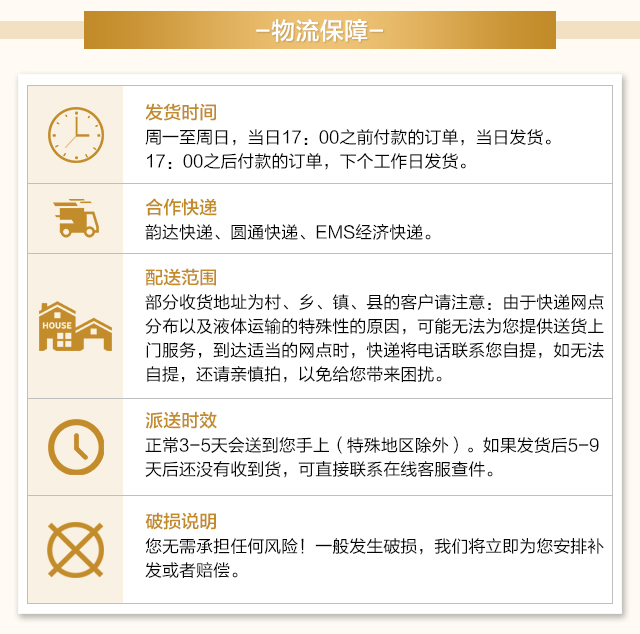 -物流保障-
发货时间
周一至周日，当日17：00之前付款的订单，当日发货。
17：00之后付款的订单，下个工作日发货。
合作快递
韵达快递、圆通快递、EMS经济快递。
配送范围
部分收货地址为村、乡、镇、县的客户请注意：由于快递网点
分布以及液体运输的特殊性的原因，可能无法为您提供送货上
门服务，到达适当的网点时，快递将电话联系您自提，如无法
自提，还请亲慎拍，以免给您带来困扰。
HOUSE
派送时效
正常3-5天会送到您手上（特殊地区除外）。如果发货后5-9
天后还没有收到货，可直接联系在线客服查件。
破损说明
您无需承担任何风险！一般发生破损，我们将立即为您安排补
发或者赔偿。